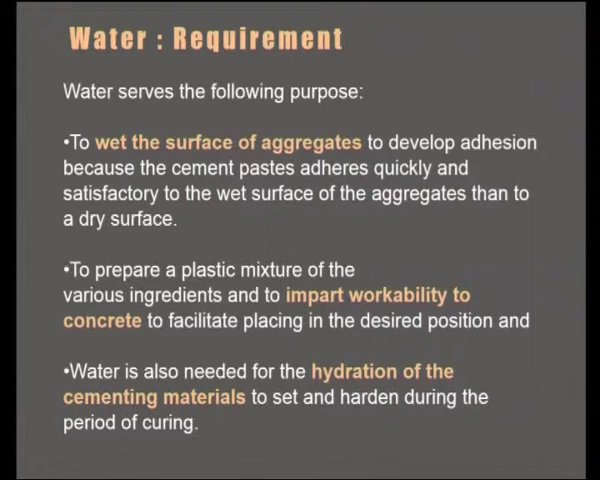 Water : Requirement
Water serves the following purpose:
•To wet the surface of aggregates to develop adhesion
because the cement pastes adheres quickly and
satisfactory to the wet surface of the aggregates than to
a dry surface.
•To prepare a plastic mixture of the
various ingredients and to impart workability to
concrete to facilitate placing in the desired position and
•Water is also needed for the hydration of the
cementing materials to set and harden during the
period of curing.